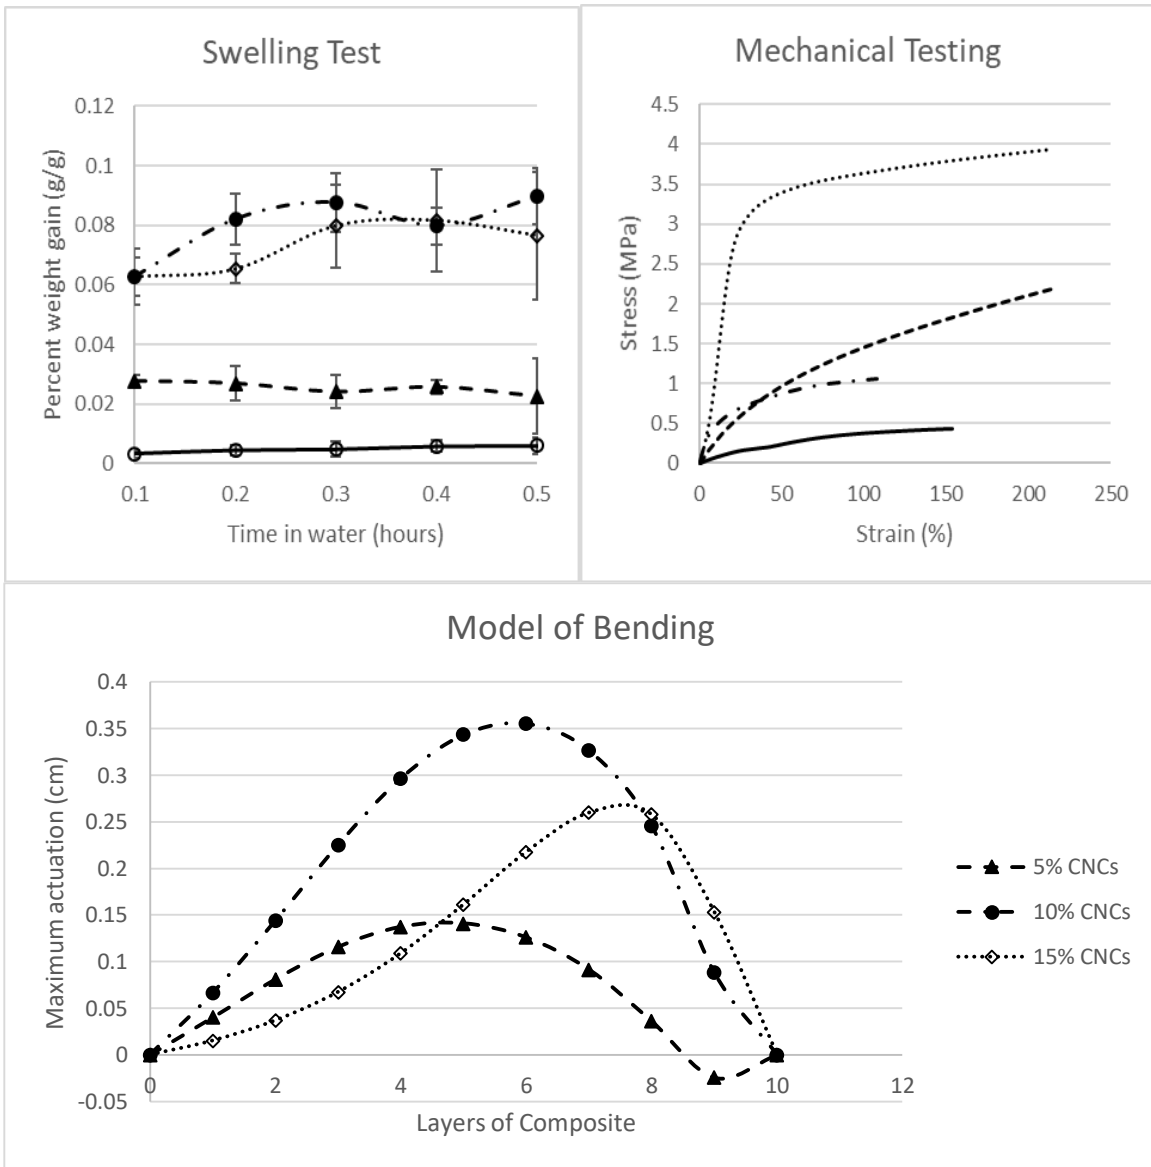 Swelling Test
Percent weight gain (g/g)
0.12
0.1
0.08
0.06
0.04
0.02
0
0.1 0.2 0.3 0.4 0.5
Time in water (hours)
Mechanical Testing
Stress (MPa)
4.5
4
3.5
3
2.5
2
1.5
1
0.5
0
0 50 100 150 200 250
Strain (%)
Model of Bending
Maximum actuation (cm)
0.4
0.35
0.3
0.25
0.2
0.15
0.1
0.05
0
-0.05
0 2 4 6 8 10 12
Layers of Composite
5% CNCs
10% CNCs
15% CNCs